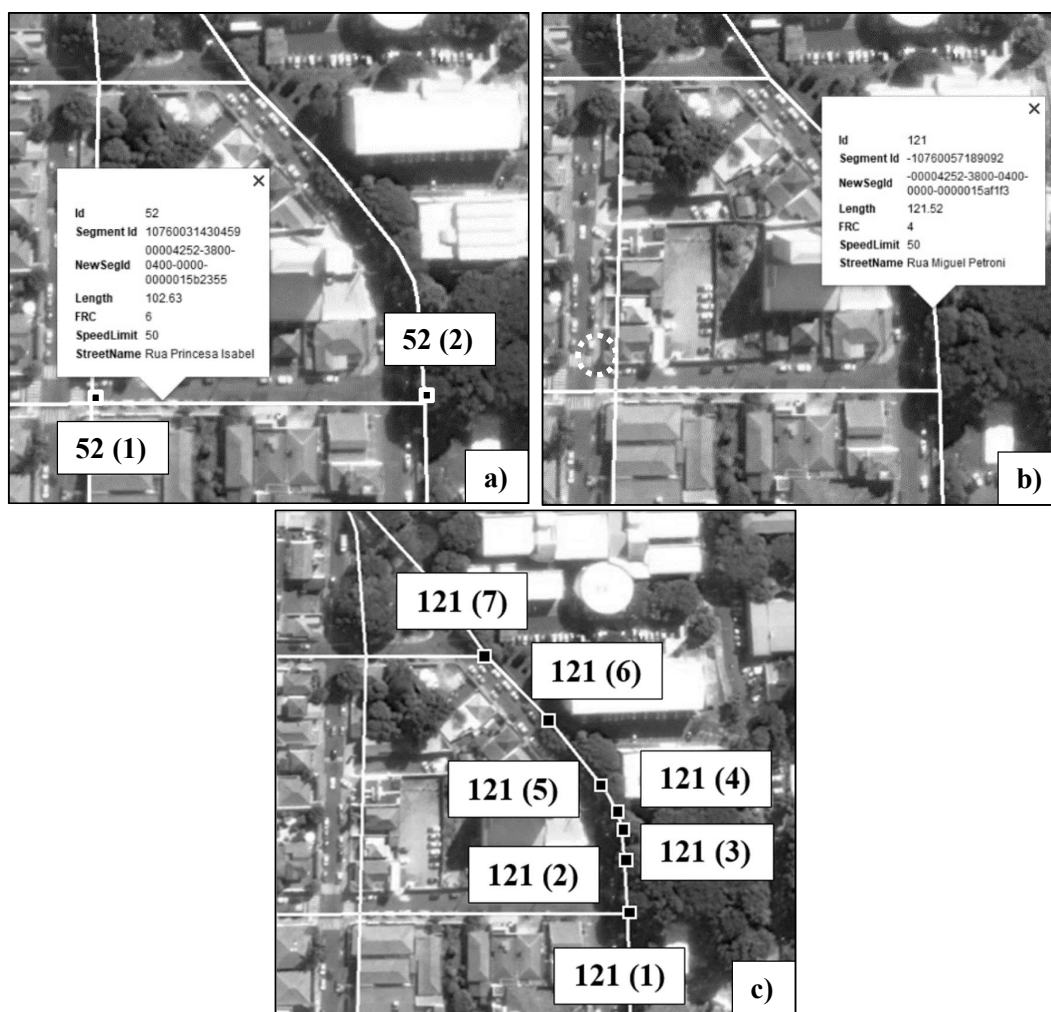 ×
Id 52
Segment Id 10760031430459
NewSegId 00004252-3800-
0400-0000-
0000015b2355
Length 102.63
FRC 6
SpeedLimit 50
StreetName Rua Princesa Isabel
52 (2)
52 (1)
a)
×
Id 121
Segment Id -10760057189092
NewSegId -00004252-3800-0400-
0000-0000015af1f3
Length 121.52
FRC 4
SpeedLimit 50
StreetName Rua Miguel Petroni
b)
121 (7)
121 (6)
121 (5)
121 (4)
121 (3)
121 (2)
121 (1)
c)